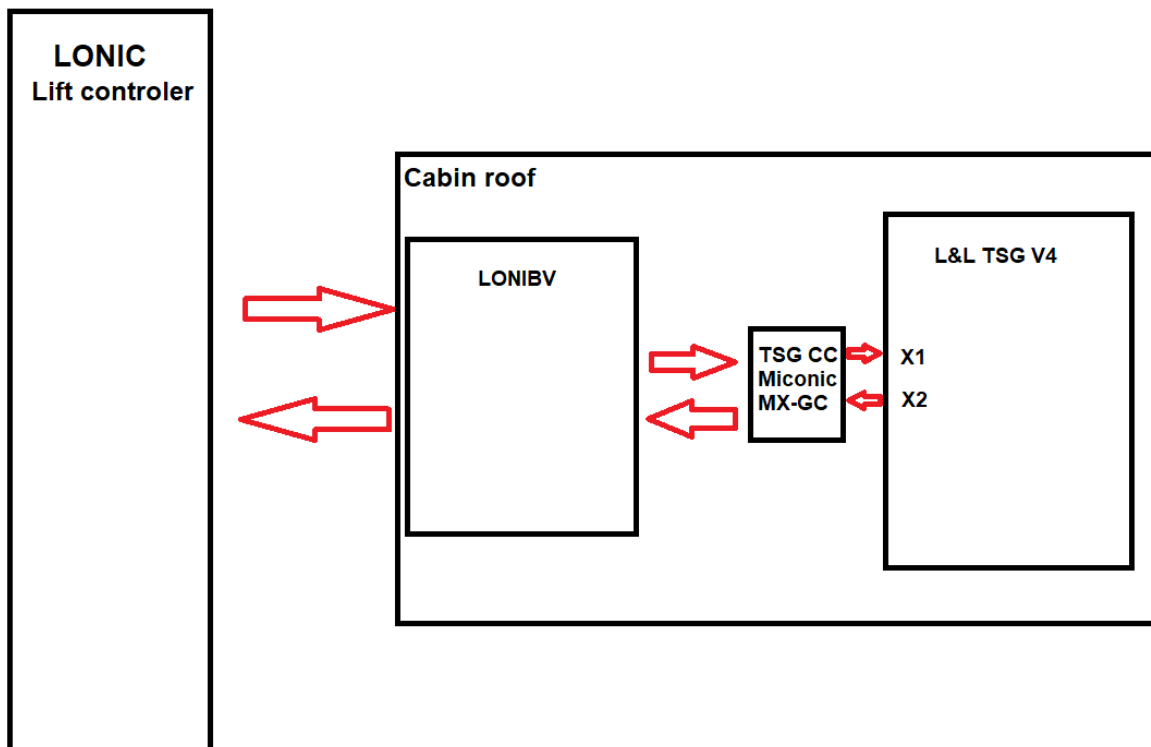 LONIC
Lift controler
Cabin roof
LONIBV
TSG CC
Miconic
MX-GC
L&L TSG V4
X1
X2